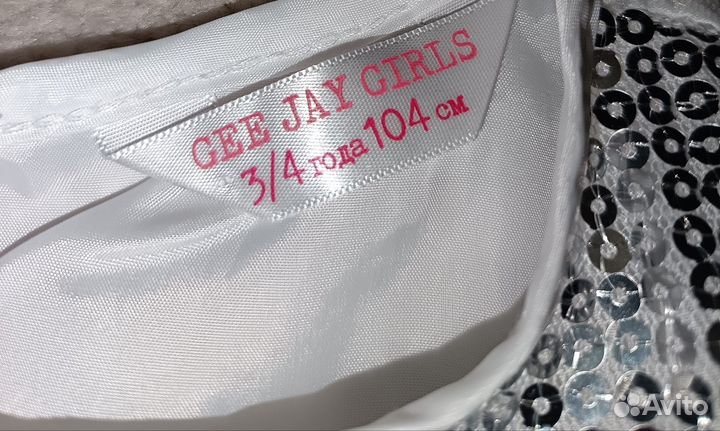 GEE JAY GIRLS
3/4 года 104 см
Avito